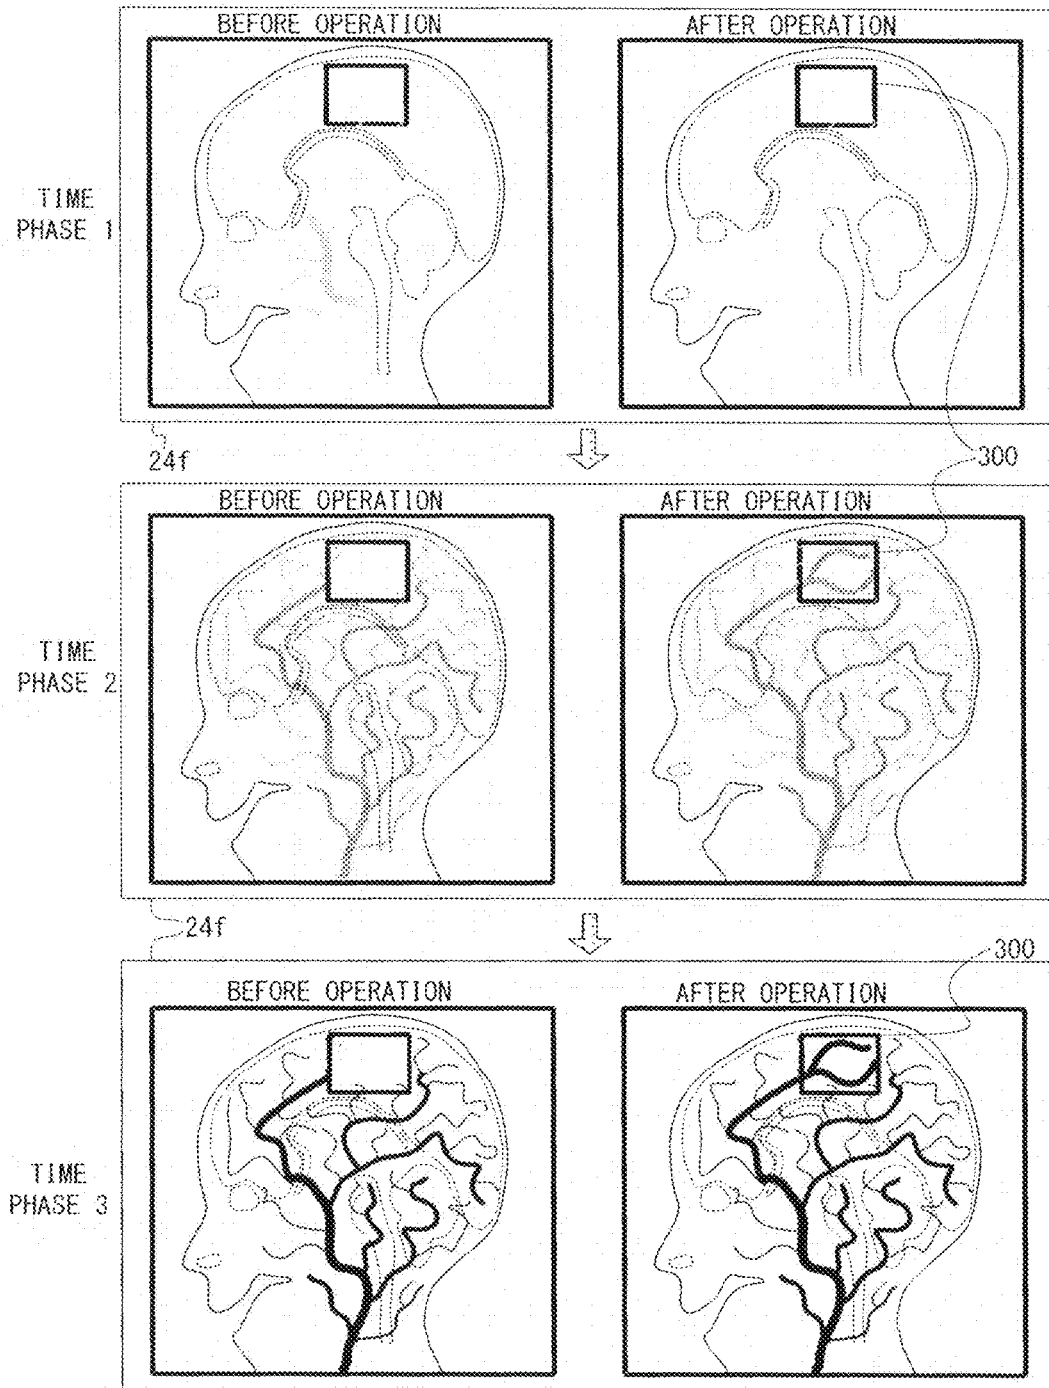 BEFORE OPERATION
AFTER OPERATION
TIME
PHASE 1
24f
300
BEFORE OPERATION
AFTER OPERATION
TIME
PHASE 2
24f
300
BEFORE OPERATION
AFTER OPERATION
TIME
PHASE 3